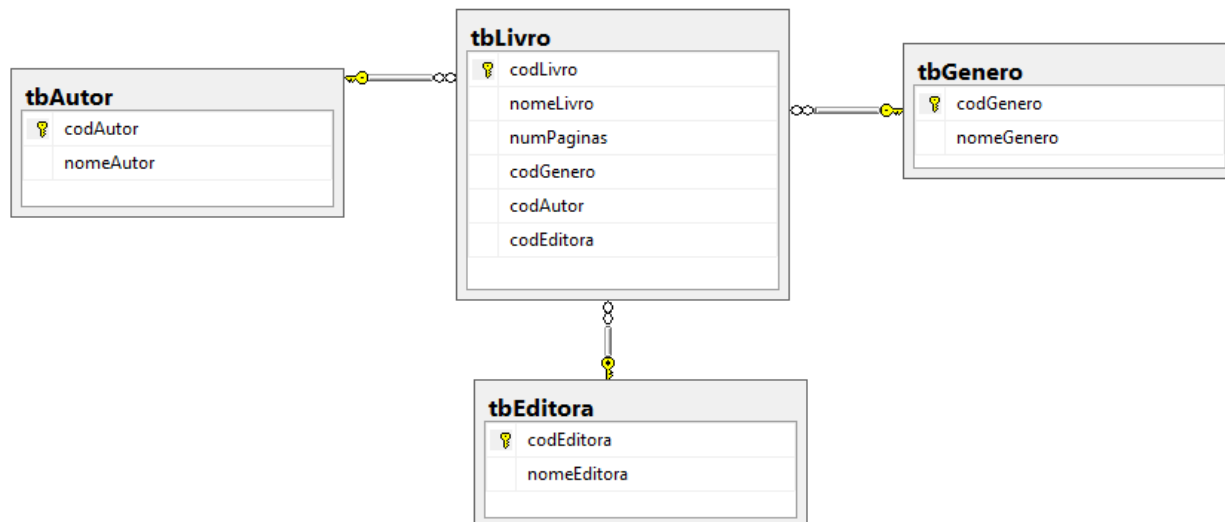 tbAutor
codAutor
nomeAutor
tbLivro
codLivro
nomeLivro
numPaginas
codGenero
codAutor
codEditora
tbGenero
codGenero
nomeGenero
tbEditora
codEditora
nomeEditora